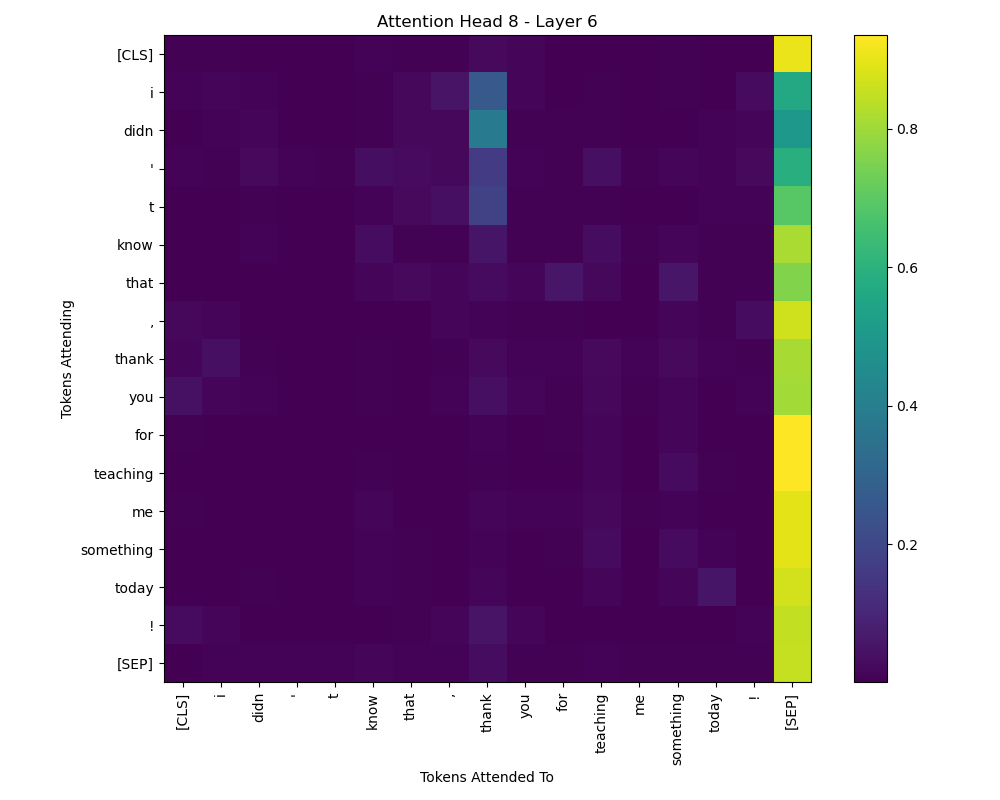 Attention Head 8 - Layer 6
[CLS]
i
didn
'
t
know
that
,
thank
you
for
teaching
me
something
today
!
[SEP]
Tokens Attending
[CLS]
i
didn
'
t
know
that
,
thank
you
for
teaching
me
something
today
!
[SEP]
Tokens Attended To
0.8
0.6
0.4
0.2